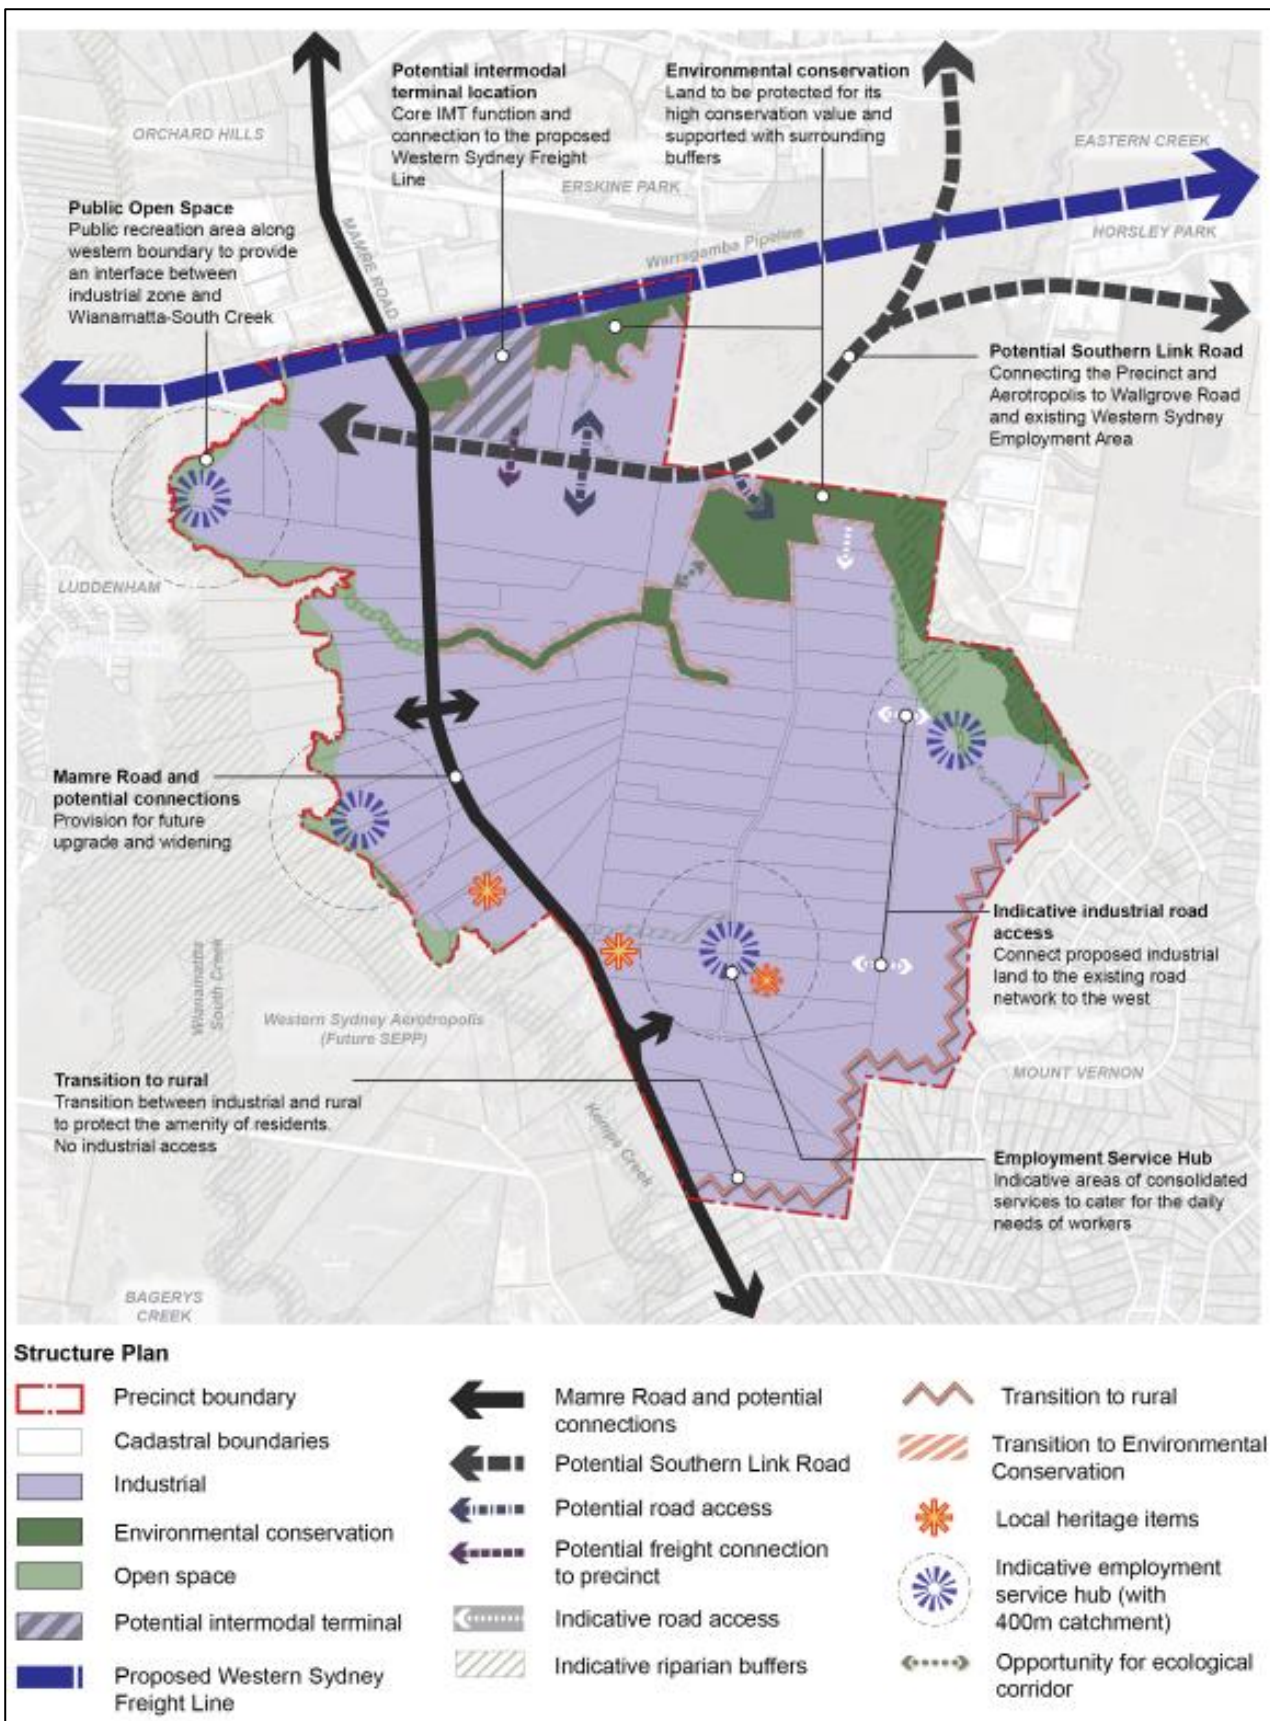 Potential intermodal
terminal location
Core IMT function and
connection to the proposed
Western Sydney Freight
Line
Environmental conservation
Land to be protected for its
high conservation value and
supported with surrounding
buffers
ORCHARD HILLS
EASTERN CREEK
ERSKINE PARK
Public Open Space
Public recreation area along
western boundary to provide
an interface between
industrial zone and
Wianamatta-South Creek
MAMRE ROAD
HORSLEY PARK
Warragamba Pipeline
Potential Southern Link Road
Connecting the Precinct and
Aerotropolis to Wallgrove Road
and existing Western Sydney
Employment Area
LUDDENHAM
Mamre Road and
potential connections
Provision for future
upgrade and widening
Indicative industrial road
access
Connect proposed industrial
land to the existing road
network to the west
Wianamatta
South Creek
Western Sydney Aerotropolis
(Future SEPP)
Transition to rural
Transition between industrial and rural
to protect the amenity of residents.
No industrial access
MOUNT VERNON
Kemps Creek
Employment Service Hub
Indicative areas of consolidated
services to cater for the daily
needs of workers
BAGERYS
CREEK
Structure Plan
Precinct boundary
Cadastral boundaries
Industrial
Environmental conservation
Open space
Potential intermodal terminal
Proposed Western Sydney
Freight Line
Mamre Road and potential
connections
Potential Southern Link Road
Potential road access
Potential freight connection
to precinct
Indicative road access
Indicative riparian buffers
Transition to rural
Transition to Environmental
Conservation
Local heritage items
Indicative employment
service hub (with
400m catchment)
Opportunity for ecological
corridor